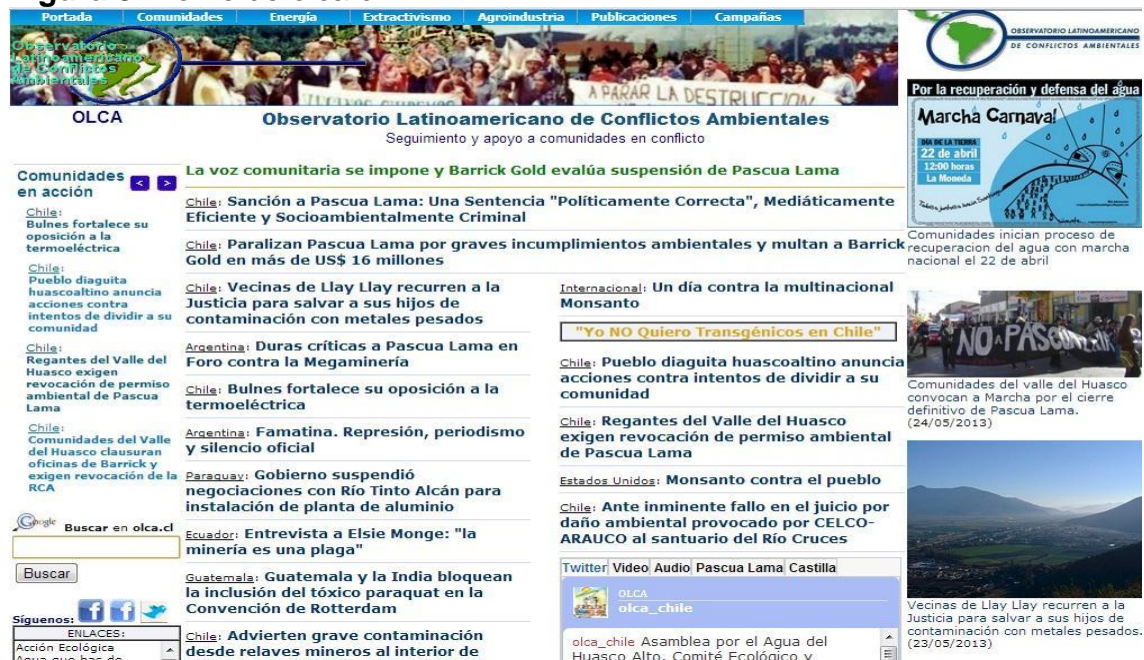 Portada Comunidades Energía Extractivismo Agroindustria Publicaciones Campañas
Observatorio
Latinoamericano
de Conflictos
Ambientales
A PARAR LA DESTRUCCION
OLCA
Observatorio Latinoamericano de Conflictos Ambientales
Seguimiento y apoyo a comunidades en conflicto
Comunidades
en acción
< >
Chile:
Bulnes fortalece su
oposición a la
termoeléctrica
Chile:
Pueblo diaguita
huascoaltino anuncia
acciones contra
intentos de dividir a su
comunidad
Chile:
Regantes del Valle del
Huasco exigen
revocación de permiso
ambiental de Pascua
Lama
Chile:
Comunidades del Valle
del Huasco clausuran
oficinas de Barrick y
exigen revocación de la
RCA
Google Buscar en olca.cl
Buscar
Síguenos:
ENLACES:
Acción Ecológica
La voz comunitaria se impone y Barrick Gold evalúa suspensión de Pascua Lama
Chile: Sanción a Pascua Lama: Una Sentencia "Políticamente Correcta", Mediáticamente
Eficiente y Socioambientalmente Criminal
Chile: Paralizan Pascua Lama por graves incumplimientos ambientales y multan a Barrick
Gold en más de US$ 16 millones
Chile: Vecinas de Llay Llay recurren a la
Justicia para salvar a sus hijos de
contaminación con metales pesados
Argentina: Duras críticas a Pascua Lama en
Foro contra la Megaminería
Chile: Bulnes fortalece su oposición a la
termoeléctrica
Argentina: Famatina. Represión, periodismo
y silencio oficial
Paraguay: Gobierno suspendió
negociaciones con Río Tinto Alcán para
instalación de planta de aluminio
Ecuador: Entrevista a Elsie Monge: "la
minería es una plaga"
Guatemala: Guatemala y la India bloquean
la inclusión del tóxico paraquat en la
Convención de Rotterdam
Chile: Advierten grave contaminación
desde relaves mineros al interior de
Internacional: Un día contra la multinacional
Monsanto
"Yo NO Quiero Transgénicos en Chile"
Chile: Pueblo diaguita huascoaltino anuncia
acciones contra intentos de dividir a su
comunidad
Chile: Regantes del Valle del Huasco
exigen revocación de permiso ambiental
de Pascua Lama
Estados Unidos: Monsanto contra el pueblo
Chile: Ante inminente fallo en el juicio por
daño ambiental provocado por CELCO-
ARAUCO al santuario del Río Cruces
Twitter Video Audio Pascua Lama Castilla
OLCA
olca_chile
olca_chile Asamblea por el Agua del
Huasco Alto, Comité Ecológico y
OBSERVATORIO LATINOAMERICANO
DE CONFLICTOS AMBIENTALES
Por la recuperación y defensa del agua
Marcha Carnaval
DÍA DE LA TIERRA
22 de abril
12:00 horas
La Moneda
Comunidades inician proceso de
recuperacion del agua con marcha
nacional el 22 de abril
NO A PASCUA
Comunidades del valle del Huasco
convocan a Marcha por el cierre
definitivo de Pascua Lama.
(24/05/2013)
Vecinas de Llay Llay recurren a la
Justicia para salvar a sus hijos de
contaminación con metales pesados.
(23/05/2013)